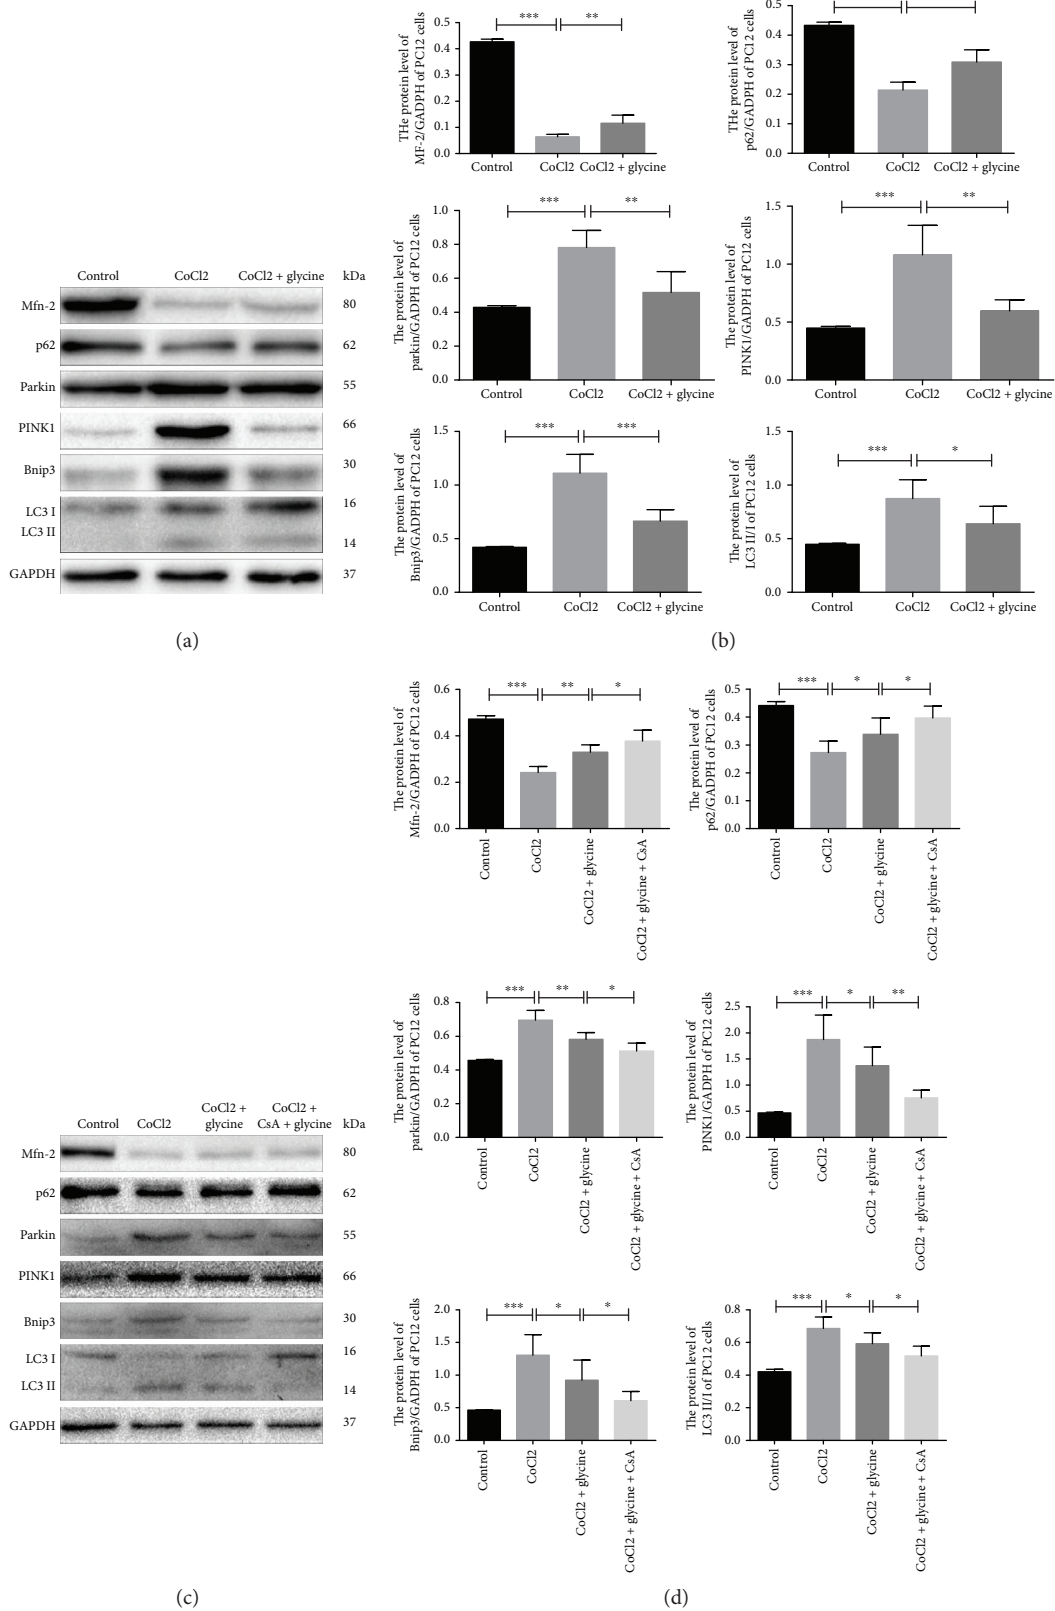 Control
CoCl2
CoCl2 + glycine
kDa
Mfn-2
80
p62
62
Parkin
55
PINK1
66
Bnip3
30
LC3 I
16
LC3 II
14
GAPDH
37
(a)
THe protein level of
MF-2/GADPH of PC12 cells
0.5
0.4
0.3
0.2
0.1
0.0
***
**
Control
CoCl2
CoCl2 + glycine
THe protein level of
p62/GADPH of PC12 cells
0.5
0.4
0.3
0.2
0.1
0.0
Control
CoCl2
CoCl2 + glycine
The protein level of
parkin/GADPH of PC12 cells
1.0
0.8
0.6
0.4
0.2
0.0
***
**
Control
CoCl2
CoCl2 + glycine
The protein level of
PINK1/GADPH of PC12 cells
1.5
1.0
0.5
0.0
***
**
Control
CoCl2
CoCl2 + glycine
The protein level of
Bnip3/GADPH of PC12 cells
1.5
1.0
0.5
0.0
***
***
Control
CoCl2
CoCl2 + glycine
The protein level of
LC3 II/I of PC12 cells
1.5
1.0
0.5
0.0
***
*
Control
CoCl2
CoCl2 + glycine
(b)
Control
CoCl2
CoCl2 +
glycine
CoCl2 +
CsA + glycine
kDa
Mfn-2
80
p62
62
Parkin
55
PINK1
66
Bnip3
30
LC3 I
16
LC3 II
14
GAPDH
37
(c)
The protein level of
Mfn-2/GADPH of PC12 cells
0.6
0.4
0.2
0.0
***
**
*
Control
CoCl2
CoCl2 + glycine
CoCl2 + glycine + CsA
The protein level of
p62/GADPH of PC12 cells
0.5
0.4
0.3
0.2
0.1
0.0
***
*
*
Control
CoCl2
CoCl2 + glycine
CoCl2 + glycine + CsA
The protein level of
parkin/GADPH of PC12 cells
0.8
0.6
0.4
0.2
0.0
***
**
*
Control
CoCl2
CoCl2 + glycine
CoCl2 + glycine + CsA
The protein level of
PINK1/GADPH of PC12 cells
2.5
2.0
1.5
1.0
0.5
0.0
***
*
**
Control
CoCl2
CoCl2 + glycine
CoCl2 + glycine + CsA
The protein level of
Bnip3/GADPH of PC12 cells
2.0
1.5
1.0
0.5
0.0
***
*
*
Control
CoCl2
CoCl2 + glycine
CoCl2 + glycine + CsA
The protein level of
LC3 II/I of PC12 cells
0.8
0.6
0.4
0.2
0.0
***
*
*
Control
CoCl2
CoCl2 + glycine
CoCl2 + glycine + CsA
(d)